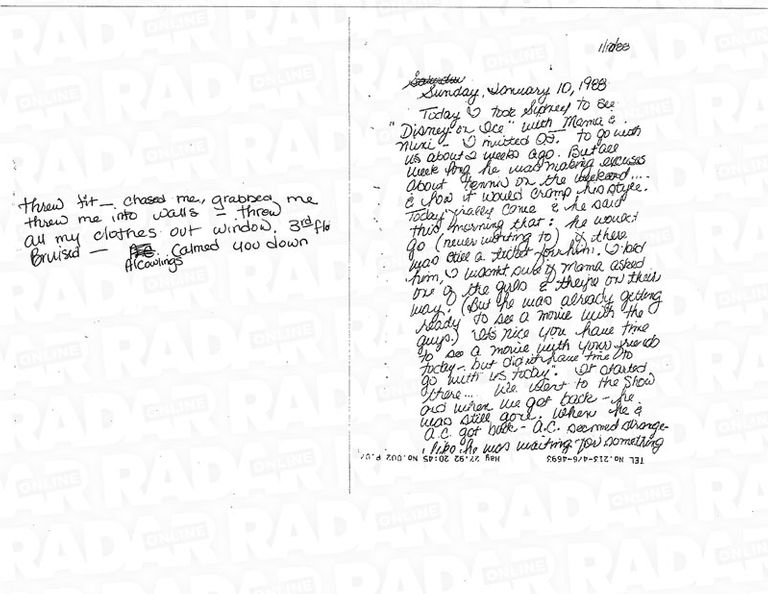 threw fit — chased me, grabbed me
threw me into walls — threw
all my clothes out window, 3rd flo
Bruised — calmed you down
Al Cowlings
1/10/88
Sunday, January 10, 1988
Today I took Sydney to see
"Disney on Ice" with Mama &
Mini — I invited O.J. to go with
us about 2 weeks ago. But all
week long he was making excuses
about tennis on the weekend....
& how it would cramp his style.
Today finally came & he said
this morning that: he would
go (never wanting to) if there
was still a ticket for him. I told
him, I wasn't sure if Mama asked
one of the girls & they're on their
way. (But he was already getting
ready to see a movie with the
guys.) "It's nice you have time
to see a movie with your friends
today – but didn't have time to
go with us today". It started
there... We went to the show
and when we got back – he
was still gone. When he &
A.C. got back – A.C. seemed strange-
like he was waiting for something
TEL No. 213-476-4693 May 27.92 20:45 No.002 P.0
RADAR
ONLINE